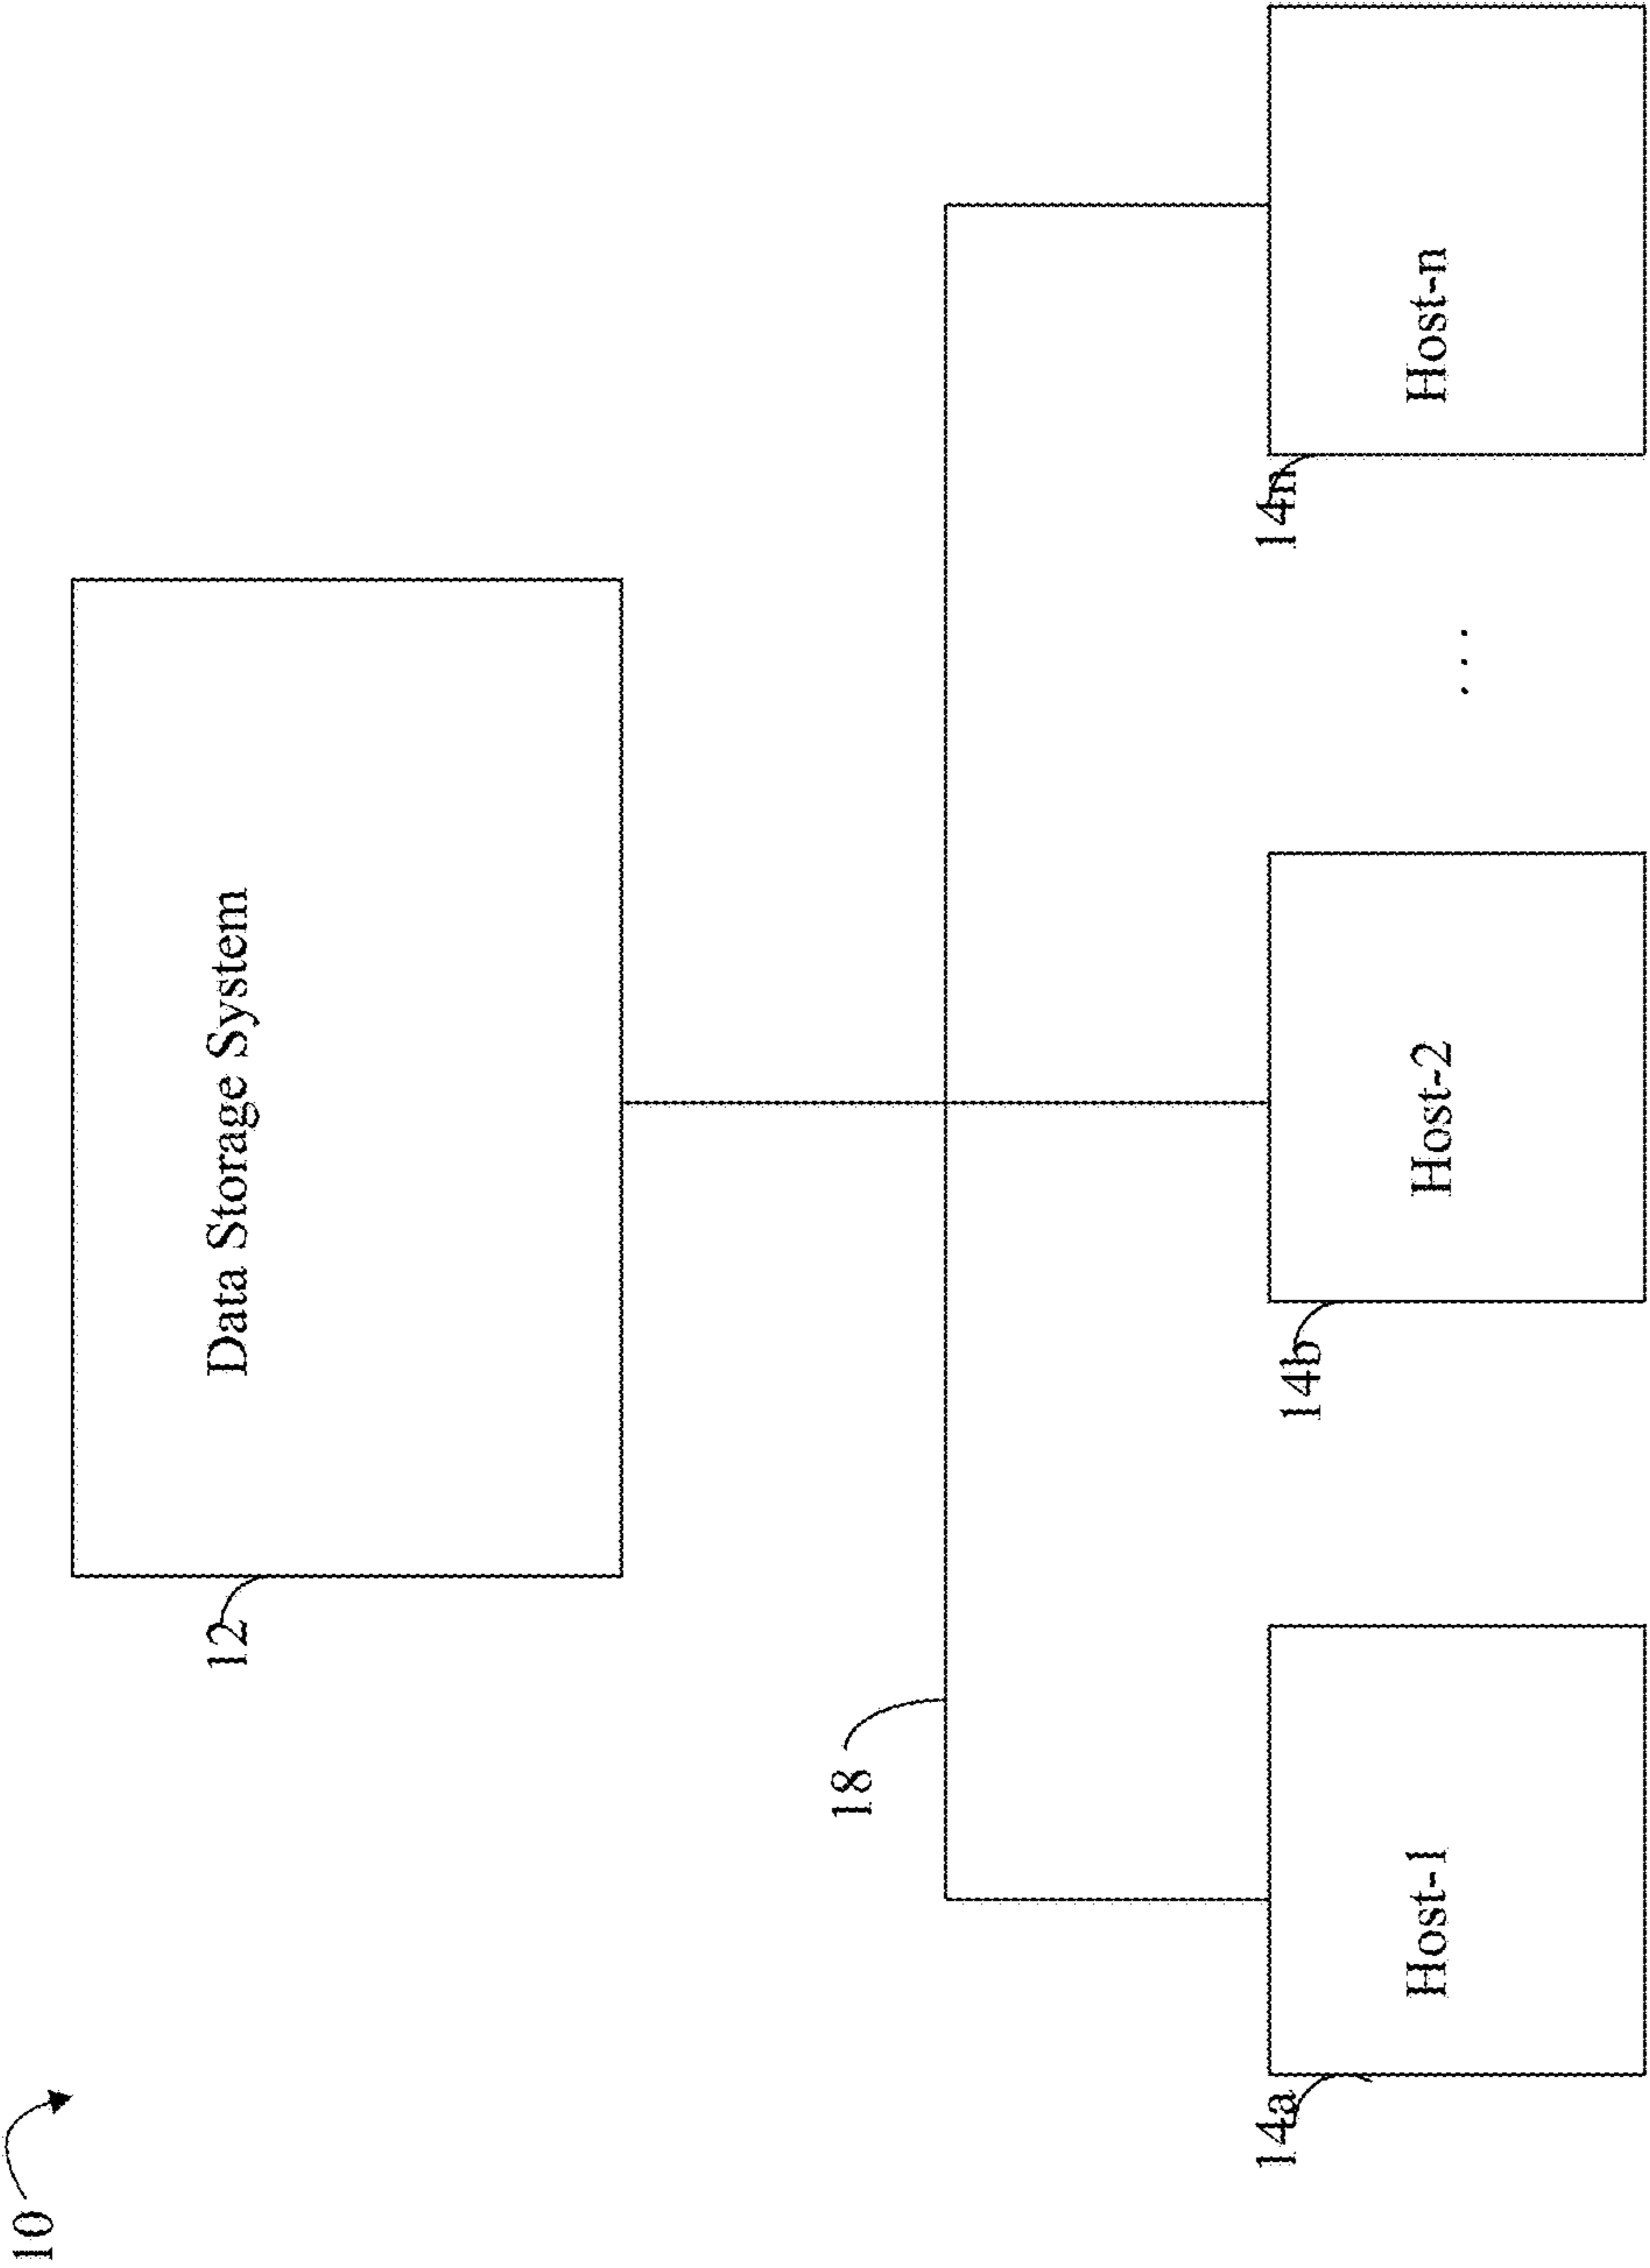 10
12
Data Storage System
18
14a
Host-1
14b
Host-2
. . .
14n
Host-n